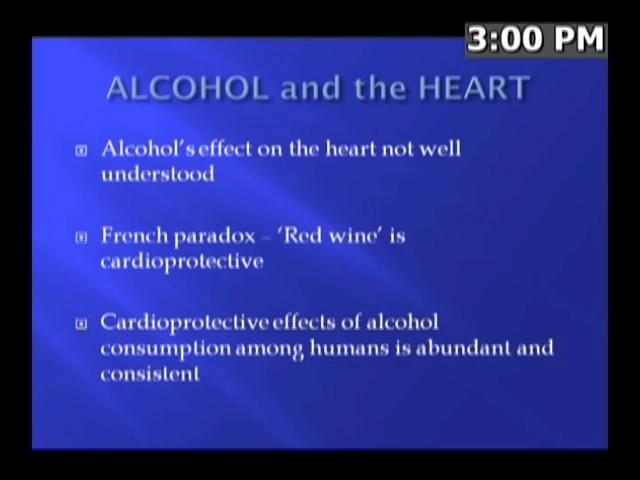 3:00 PM
ALCOHOL and the HEART
Alcohol's effect on the heart not well
understood
French paradox – 'Red wine' is
cardioprotective
Cardioprotective effects of alcohol
consumption among humans is abundant and
consistent